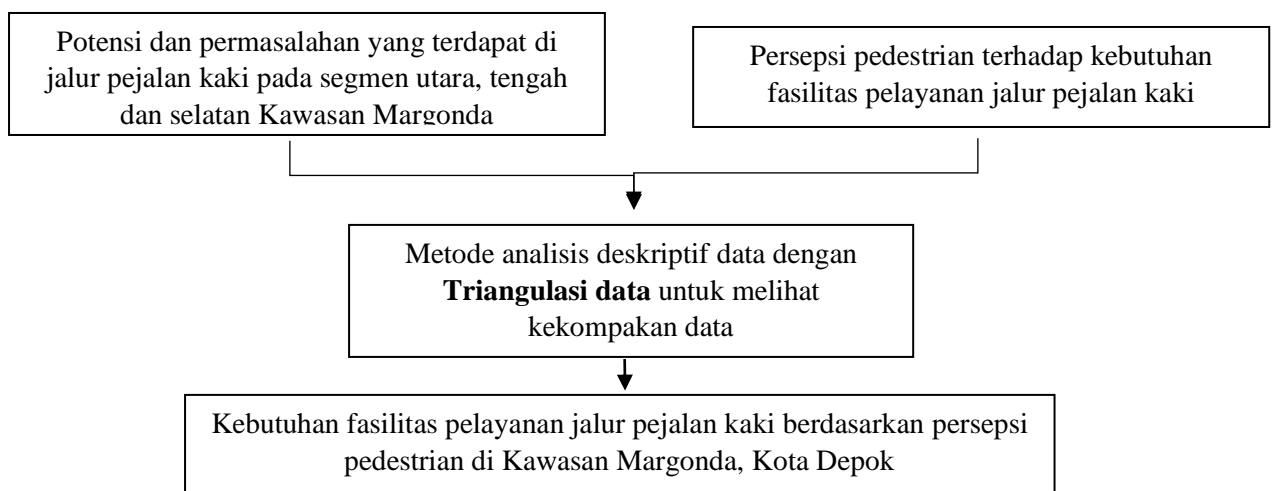 Potensi dan permasalahan yang terdapat di
jalur pejalan kaki pada segmen utara, tengah
dan selatan Kawasan Margonda
Persepsi pedestrian terhadap kebutuhan
fasilitas pelayanan jalur pejalan kaki
Metode analisis deskriptif data dengan
Triangulasi data untuk melihat
kekompakan data
Kebutuhan fasilitas pelayanan jalur pejalan kaki berdasarkan persepsi
pedestrian di Kawasan Margonda, Kota Depok